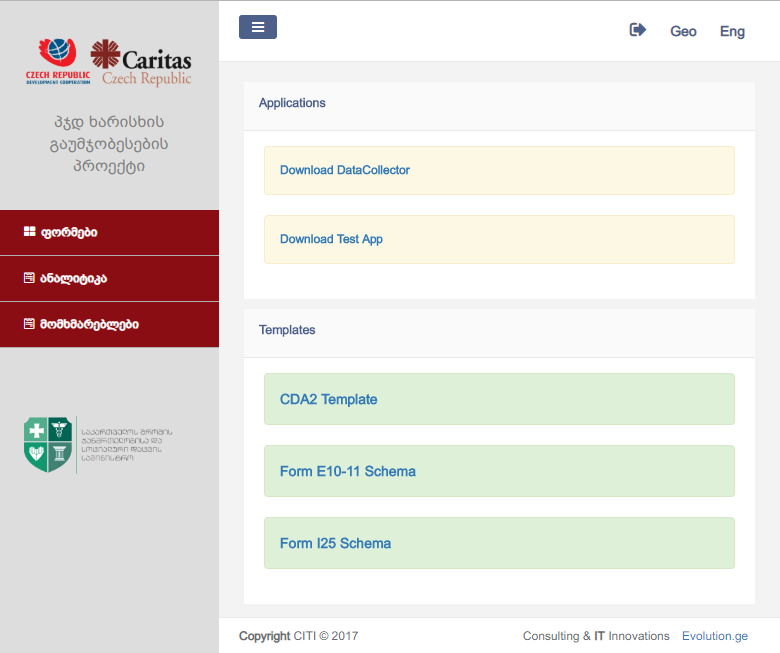 Geo Eng
CZECH REPUBLIC
DEVELOPMENT COOPERATION
Caritas
Czech Republic
პჯდ ხარისხის
გაუმჯობესების
პროექტი
ფორმები
ანალიტიკა
მომხმარებლები
საქართველოს შრომის
ჯანმრთელობისა და
სოციალური დაცვის
სამინისტრო
Applications
Download DataCollector
Download Test App
Templates
CDA2 Template
Form E10-11 Schema
Form I25 Schema
Copyright CITI © 2017
Consulting & IT Innovations Evolution.ge